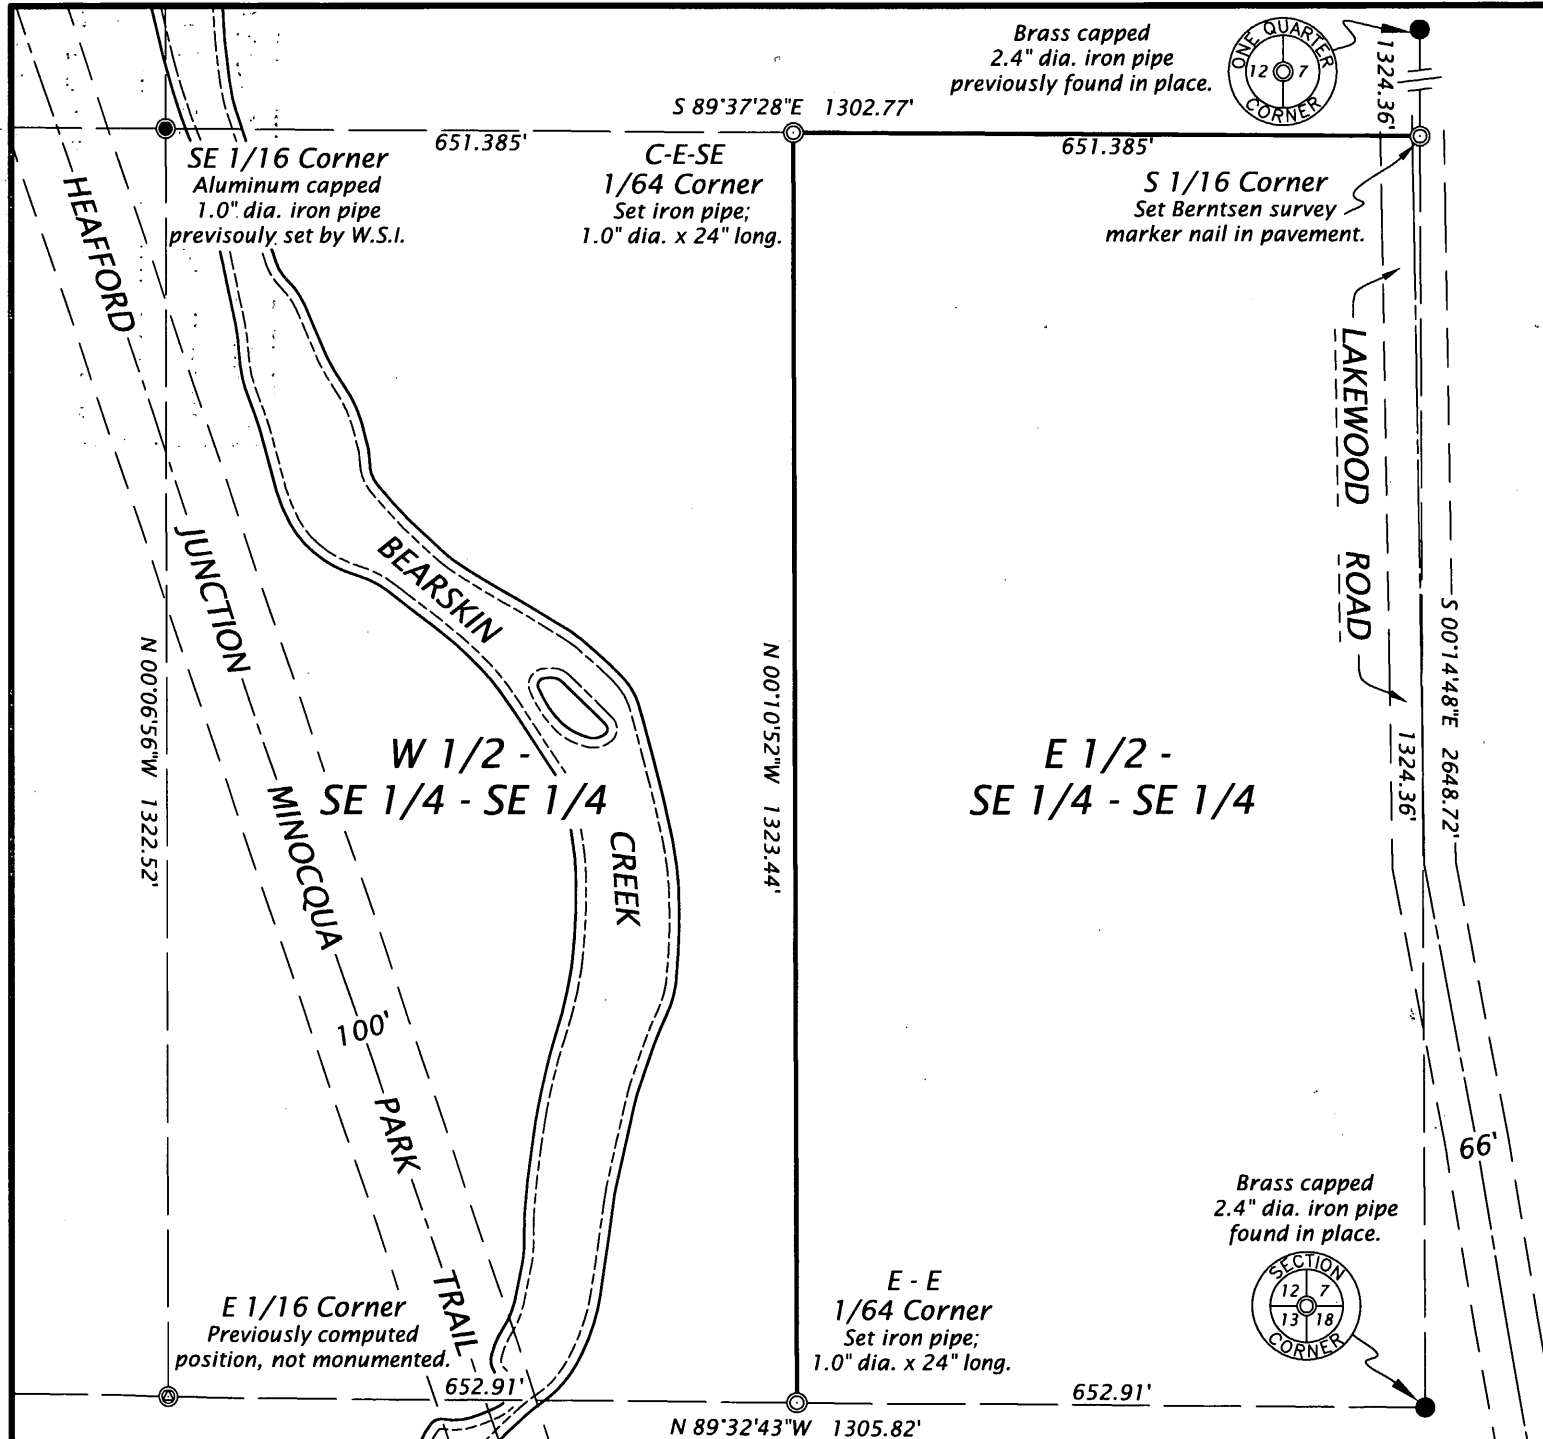 Brass capped
2.4" dia. iron pipe
previously found in place.
ONE QUARTER
12 7
CORNER
1324.36'
S 89°37'28"E 1302.77'
651.385'
651.385'
SE 1/16 Corner
Aluminum capped
1.0" dia. iron pipe
previsouly set by W.S.I.
C-E-SE
1/64 Corner
Set iron pipe;
1.0" dia. x 24" long.
S 1/16 Corner
Set Berntsen survey
marker nail in pavement.
HEAFFORD
JUNCTION
MINOCQUA
PARK
TRAIL
100'
BEARSKIN
CREEK
LAKEWOOD
ROAD
N 00°06'56"W 1322.52'
W 1/2 -
SE 1/4 - SE 1/4
N 00°10'52"W 1323.44'
E 1/2 -
SE 1/4 - SE 1/4
1324.36'
S 00°14'48"E 2648.72'
66'
Brass capped
2.4" dia. iron pipe
found in place.
SECTION
12 7
13 18
CORNER
E 1/16 Corner
Previously computed
position, not monumented.
E - E
1/64 Corner
Set iron pipe;
1.0" dia. x 24" long.
652.91'
652.91'
N 89°32'43"W 1305.82'